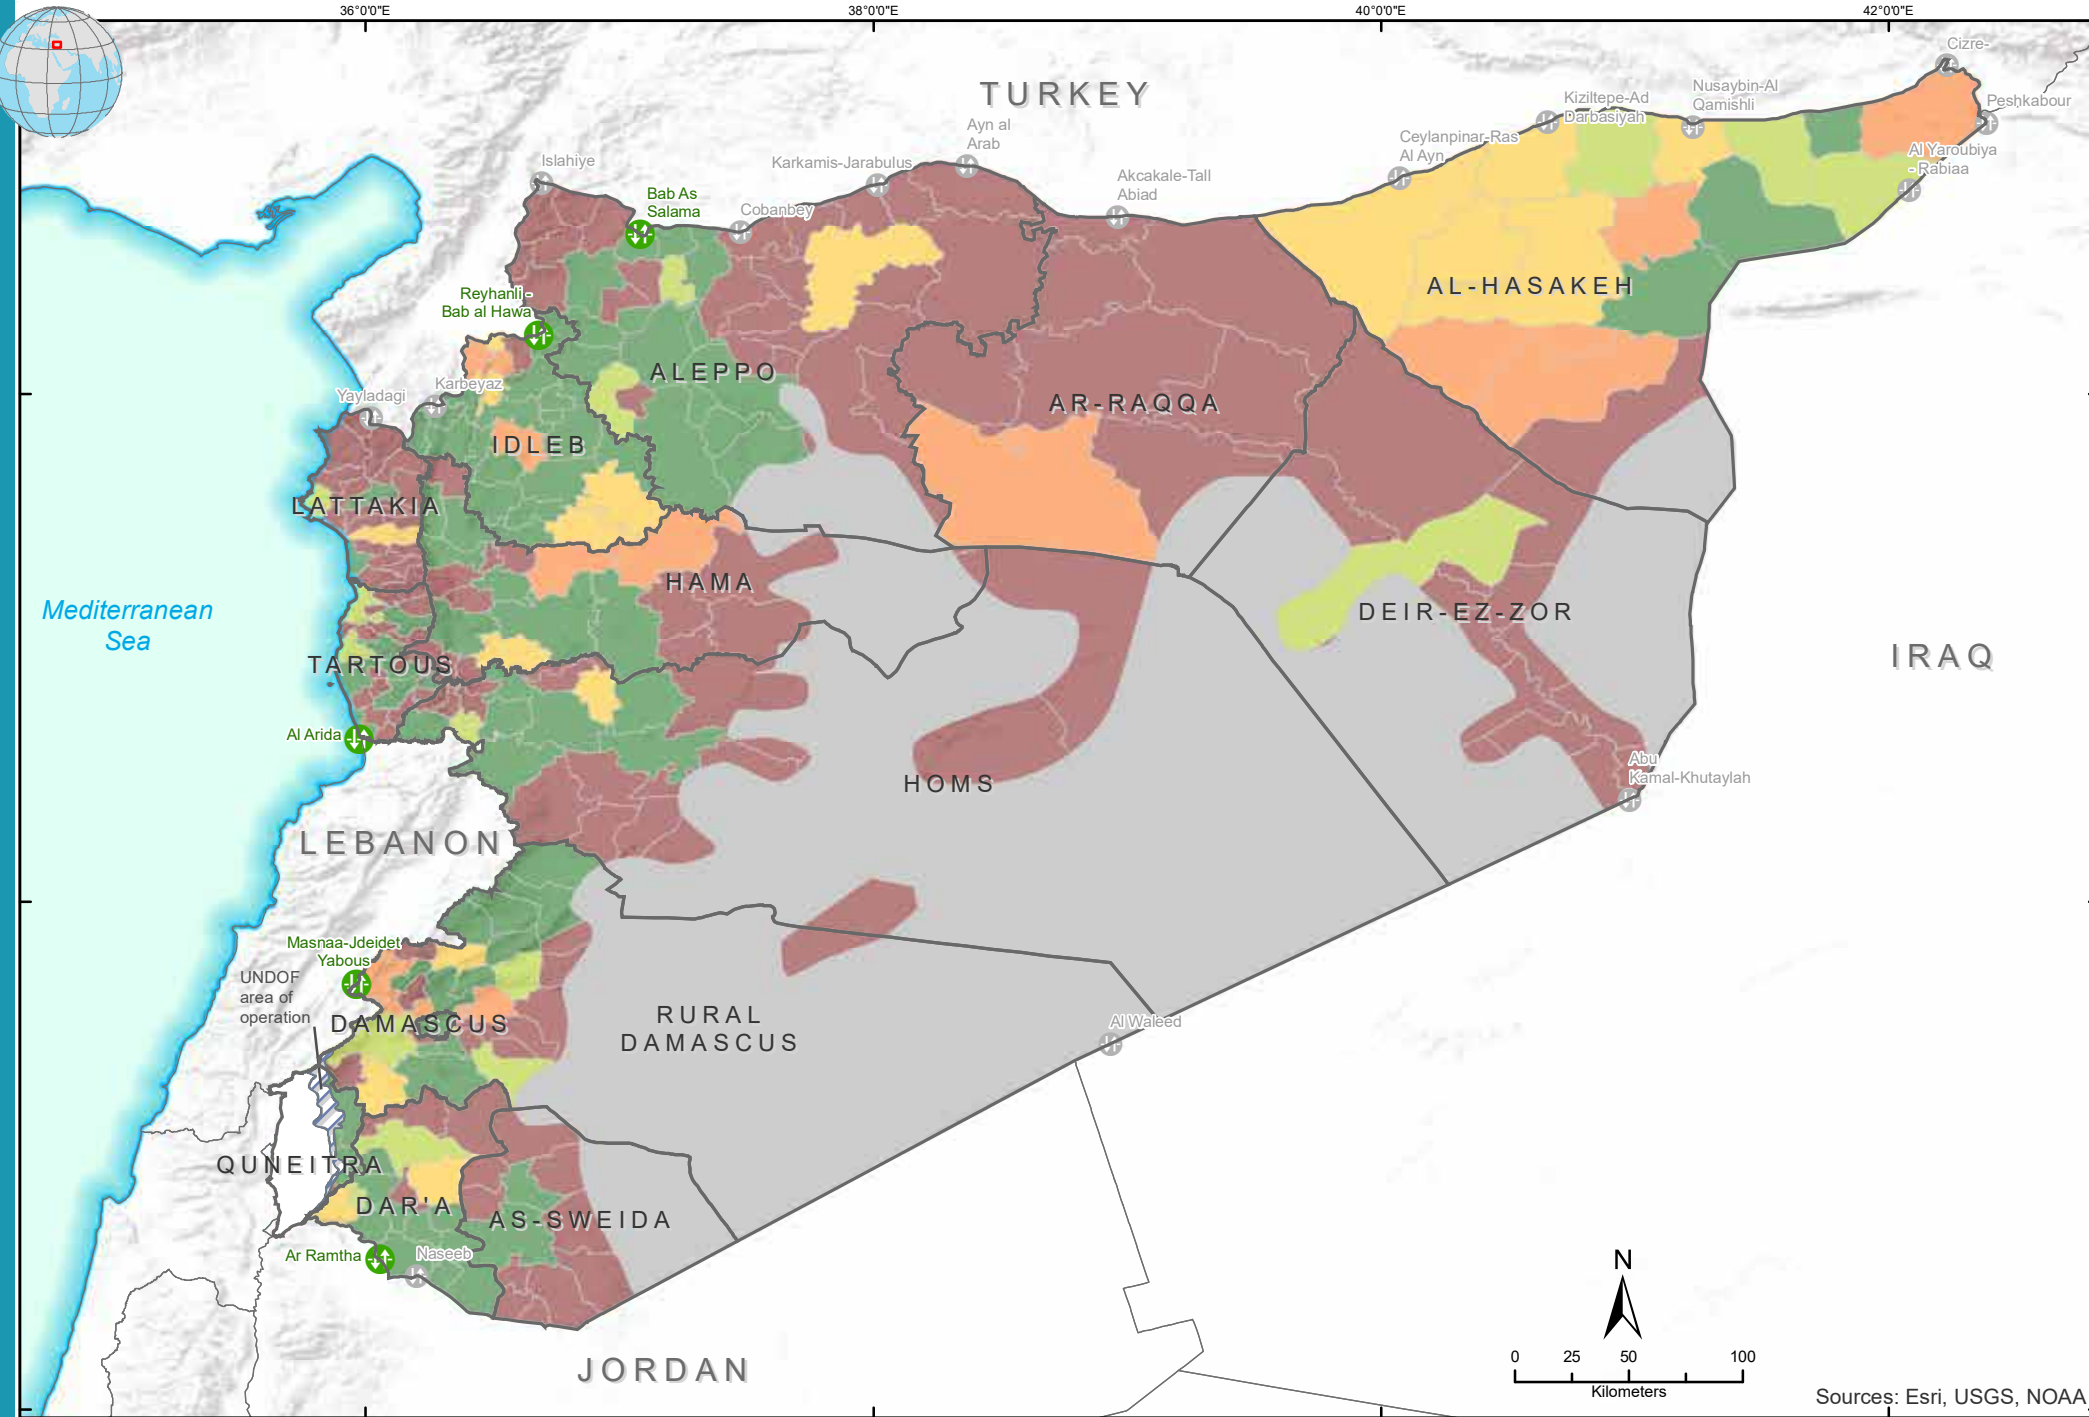 36°0'0"E
38°0'0"E
40°0'0"E
42°0'0"E
TURKEY
Cizre-
Peshkabour
Nusaybin-Al
Qamishli
Kiziltepe-Ad
Darbasiyah
Ceylanpinar-Ras
Al Ayn
Al Yaroubiya
- Rabiaa
Ayn al
Arab
Karkamis-Jarabulus
Akcakale-Tall
Abiad
Islahiye
Bab As
Salama
Cobanbey
Reyhanli -
Bab al Hawa
AL-HASAKEH
ALEPPO
Karbeyaz
Yayladagi
AR-RAQQA
IDLEB
LATTAKIA
HAMA
Mediterranean
Sea
DEIR-EZ-ZOR
IRAQ
TARTOUS
Al Arida
Abu
Kamal-Khutaylah
HOMS
LEBANON
Masnaa-Jdeidet
Yabous
UNDOF
area of
operation
DAMASCUS
RURAL
DAMASCUS
Al Waleed
QUNEITRA
DAR'A
AS-SWEIDA
Ar Ramtha
Naseeb
N
JORDAN
0 25 50 100
Kilometers
Sources: Esri, USGS, NOAA